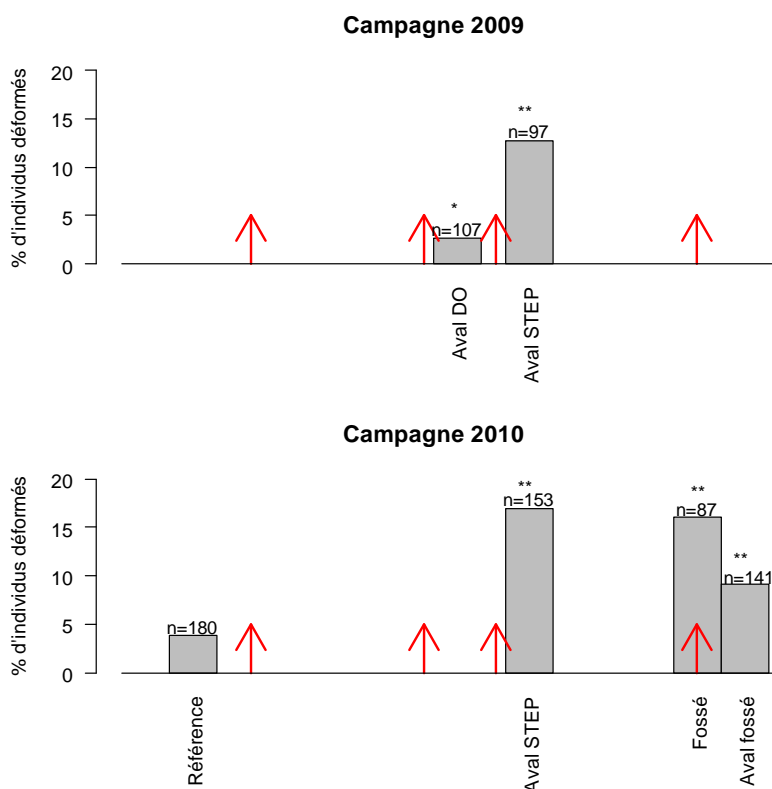 Campagne 2009
% d'individus déformés
20
15
10
5
0
*
n=107
**
n=97
Aval DO
Aval STEP
Campagne 2010
% d'individus déformés
20
15
10
5
0
n=180
**
n=153
**
n=87
**
n=141
Référence
Aval STEP
Fossé
Aval fossé